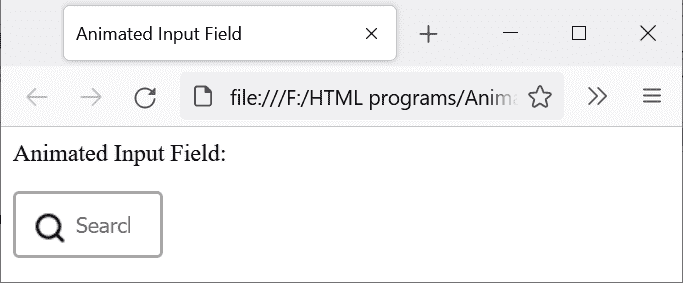 Animated Input Field
file:///F:/HTML programs/Anima
Animated Input Field:
Searcl